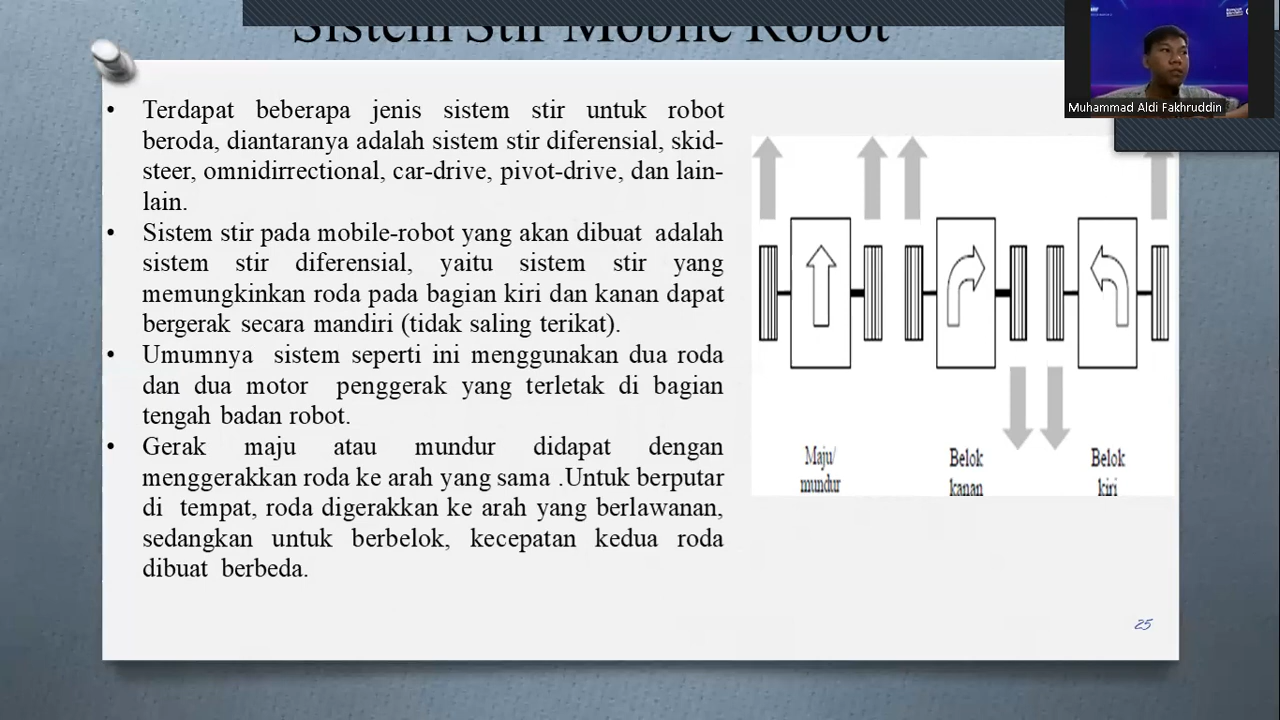 Sistem Stir Mobile Robot
Muhammad Aldi Fakhruddin
• Terdapat beberapa jenis sistem stir untuk robot
beroda, diantaranya adalah sistem stir diferensial, skid-
steer, omnidirrectional, car-drive, pivot-drive, dan lain-
lain.
• Sistem stir pada mobile-robot yang akan dibuat adalah
sistem stir diferensial, yaitu sistem stir yang
memungkinkan roda pada bagian kiri dan kanan dapat
bergerak secara mandiri (tidak saling terikat).
• Umumnya sistem seperti ini menggunakan dua roda
dan dua motor penggerak yang terletak di bagian
tengah badan robot.
• Gerak maju atau mundur didapat dengan
menggerakkan roda ke arah yang sama .Untuk berputar
di tempat, roda digerakkan ke arah yang berlawanan,
sedangkan untuk berbelok, kecepatan kedua roda
dibuat berbeda.
Maju/
mundur
Belok
kanan
Belok
kiri
25